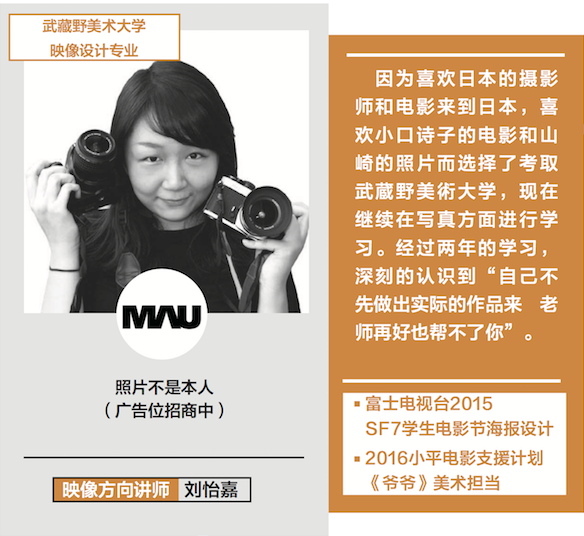 武藏野美术大学
映像设计专业
MAU
照片不是本人
（广告位招商中）
映像方向讲师 刘怡嘉
因为喜欢日本的摄影
师和电影来到日本，喜
欢小口诗子的电影和山
崎的照片而选择了考取
武蔵野美術大学，现在
继续在写真方面进行学
习。经过两年的学习，
深刻的认识到“自己不
先做出实际的作品来 老
师再好也帮不了你”。
▪富士电视台2015
SF7学生电影节海报设计
▪2016小平电影支援计划
《爷爷》美术担当